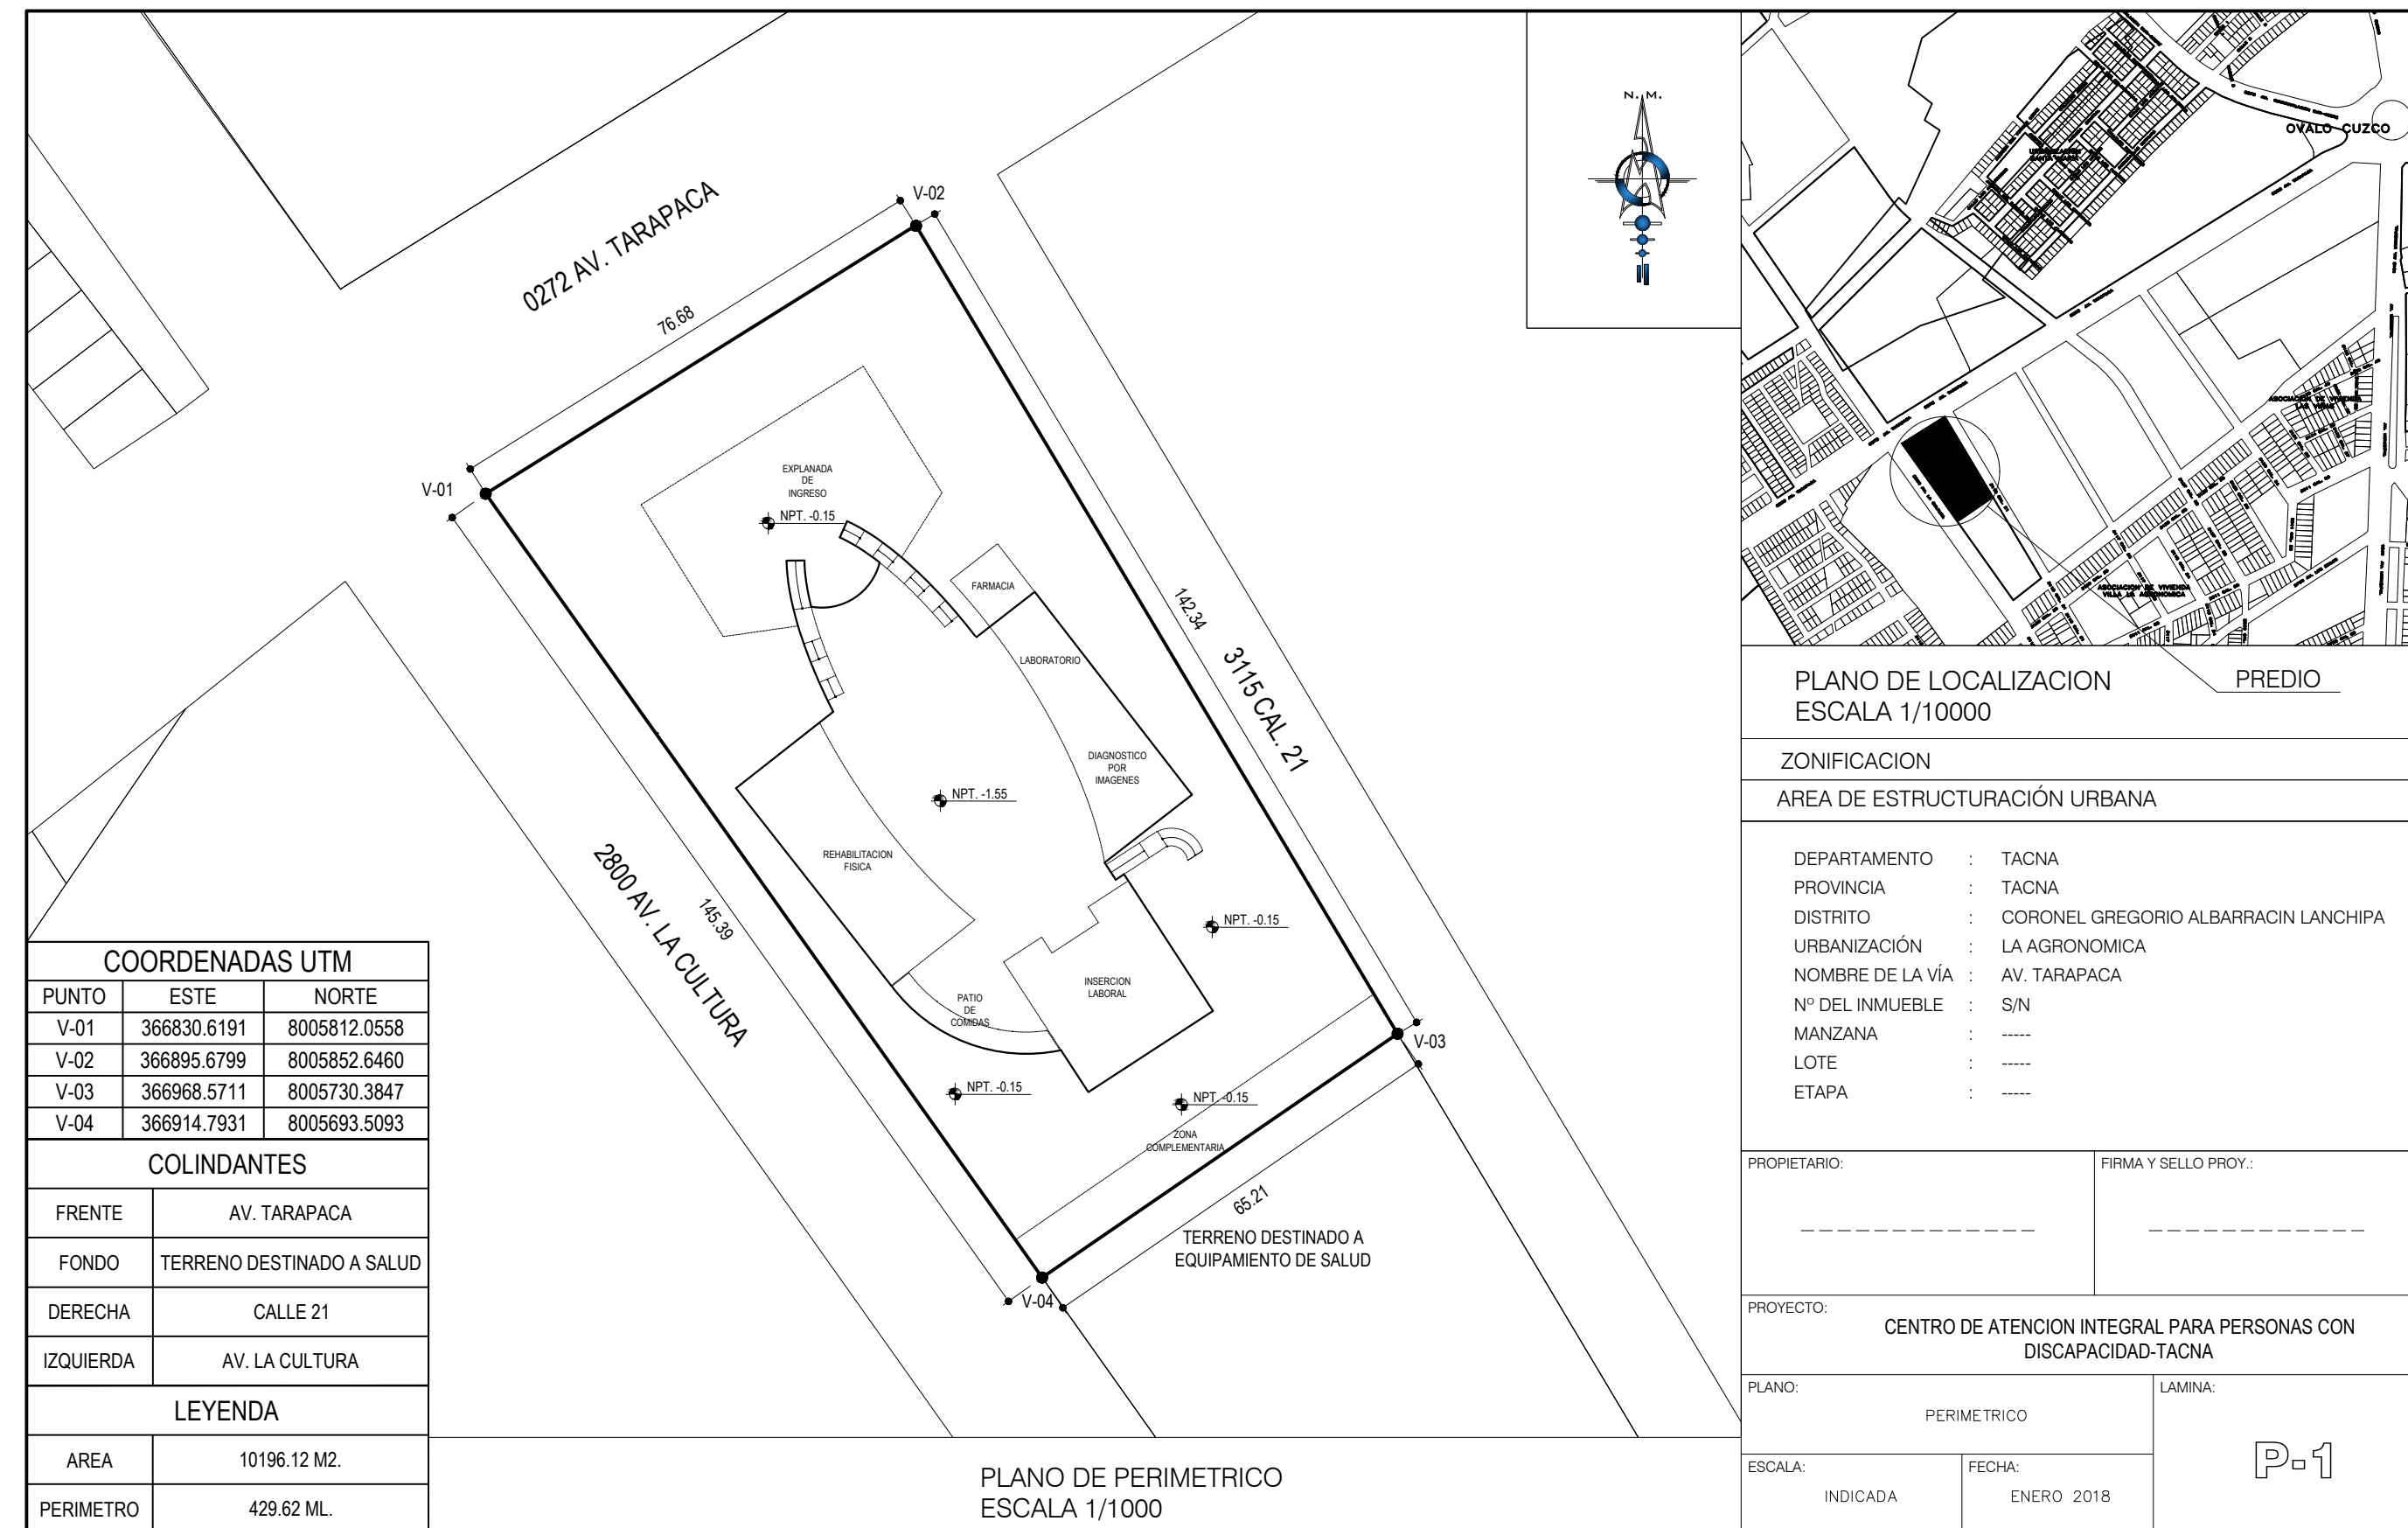 N. M.
V-02
0272 AV. TARAPACA
76.68
V-01
EXPLANADA
DE
INGRESO
NPT. -0.15
FARMACIA
142.34
LABORATORIO
3115 CAL. 21
DIAGNOSTICO
POR
IMAGENES
NPT. -1.55
REHABILITACION
FISICA
2800 AV. LA CULTURA
145.39
NPT. -0.15
INSERCION
LABORAL
PATIO
DE
COMIDAS
V-03
NPT. -0.15
NPT. -0.15
ZONA
COMPLEMENTARIA
65.21
TERRENO DESTINADO A
EQUIPAMIENTO DE SALUD
V-04
COORDENADAS UTM
PUNTO ESTE NORTE
V-01 366830.6191 8005812.0558
V-02 366895.6799 8005852.6460
V-03 366968.5711 8005730.3847
V-04 366914.7931 8005693.5093
COLINDANTES
FRENTE AV. TARAPACA
FONDO TERRENO DESTINADO A SALUD
DERECHA CALLE 21
IZQUIERDA AV. LA CULTURA
LEYENDA
AREA 10196.12 M2.
PERIMETRO 429.62 ML.
PLANO DE PERIMETRICO
ESCALA 1/1000
OVALO CUZCO
ASOCIACION DE VIVIENDA
ASOCIACION DE VIVIENDA
VILLA LA AGRONOMICA
PLANO DE LOCALIZACION
ESCALA 1/10000
PREDIO
ZONIFICACION
AREA DE ESTRUCTURACIÓN URBANA
DEPARTAMENTO : TACNA
PROVINCIA : TACNA
DISTRITO : CORONEL GREGORIO ALBARRACIN LANCHIPA
URBANIZACIÓN : LA AGRONOMICA
NOMBRE DE LA VÍA : AV. TARAPACA
Nº DEL INMUEBLE : S/N
MANZANA : -----
LOTE : -----
ETAPA : -----
PROPIETARIO:
FIRMA Y SELLO PROY.:
PROYECTO:
CENTRO DE ATENCION INTEGRAL PARA PERSONAS CON
DISCAPACIDAD-TACNA
PLANO:
PERIMETRICO
LAMINA:
P-1
ESCALA:
INDICADA
FECHA:
ENERO 2018